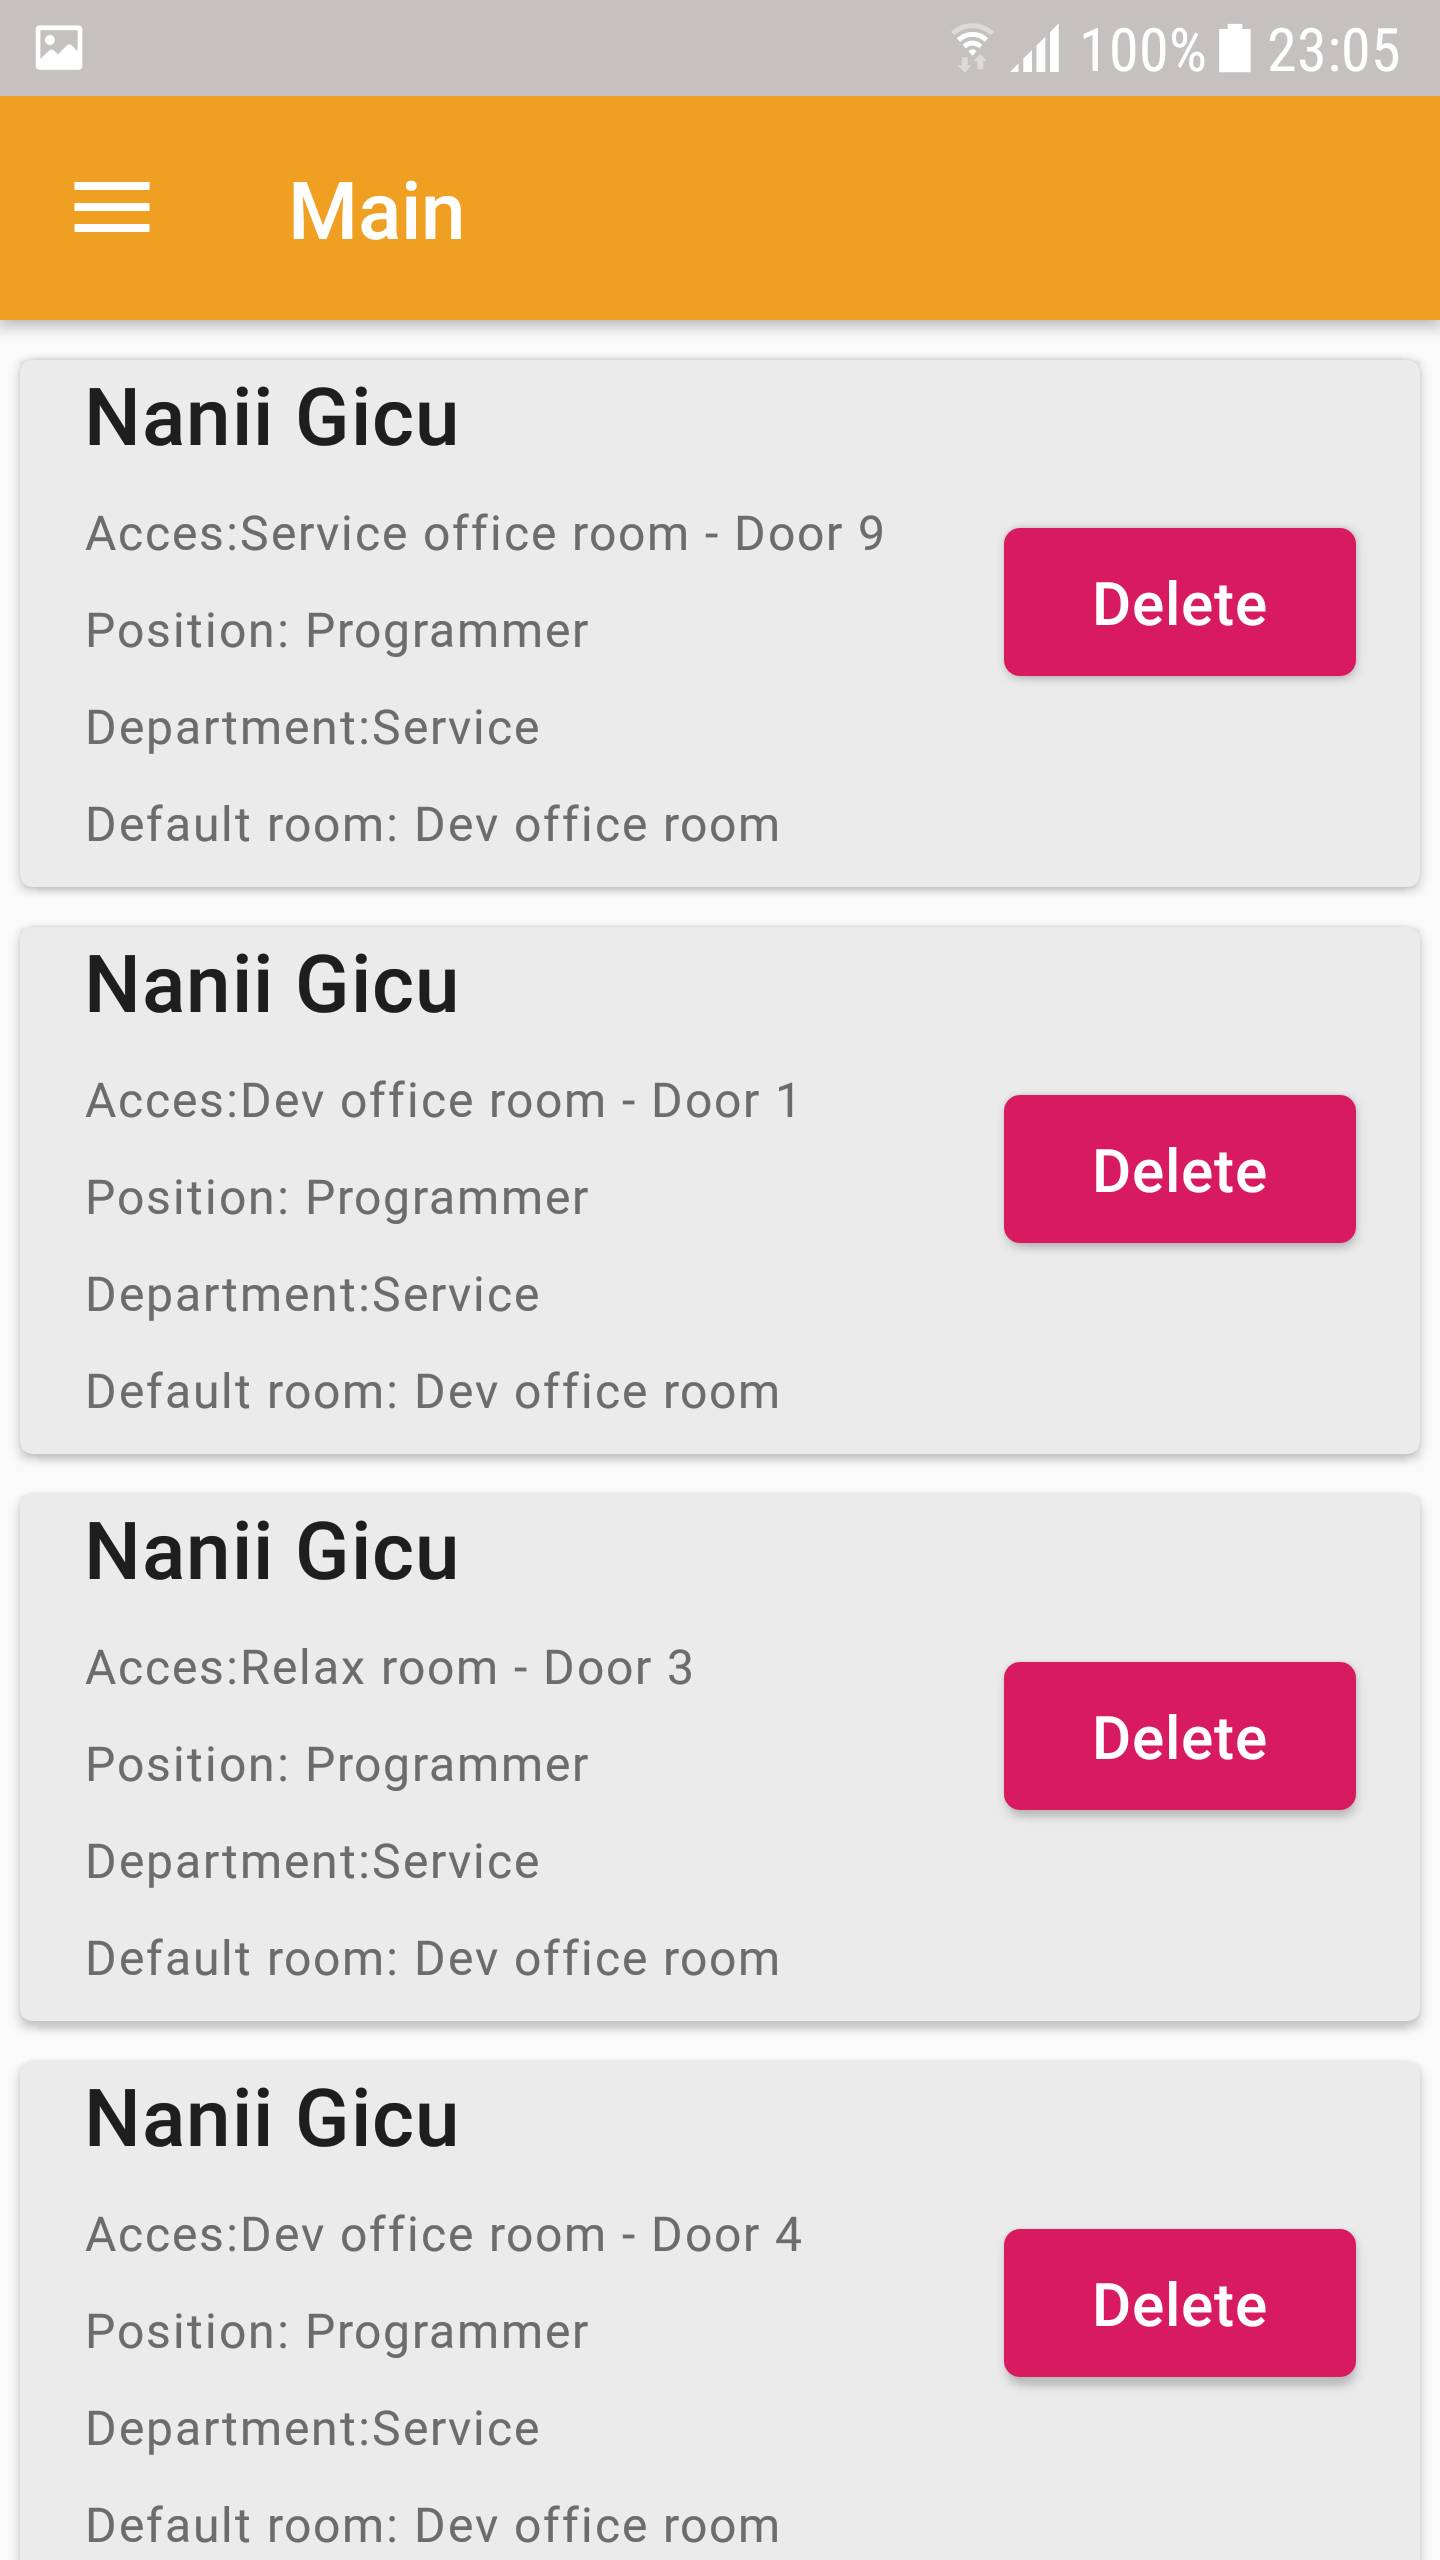 100% 23:05
Main
Nanii Gicu
Acces:Service office room - Door 9
Delete
Position: Programmer
Department:Service
Default room: Dev office room
Nanii Gicu
Acces:Dev office room - Door 1
Delete
Position: Programmer
Department:Service
Default room: Dev office room
Nanii Gicu
Acces:Relax room - Door 3
Delete
Position: Programmer
Department:Service
Default room: Dev office room
Nanii Gicu
Acces:Dev office room - Door 4
Delete
Position: Programmer
Department:Service
Default room: Dev office room